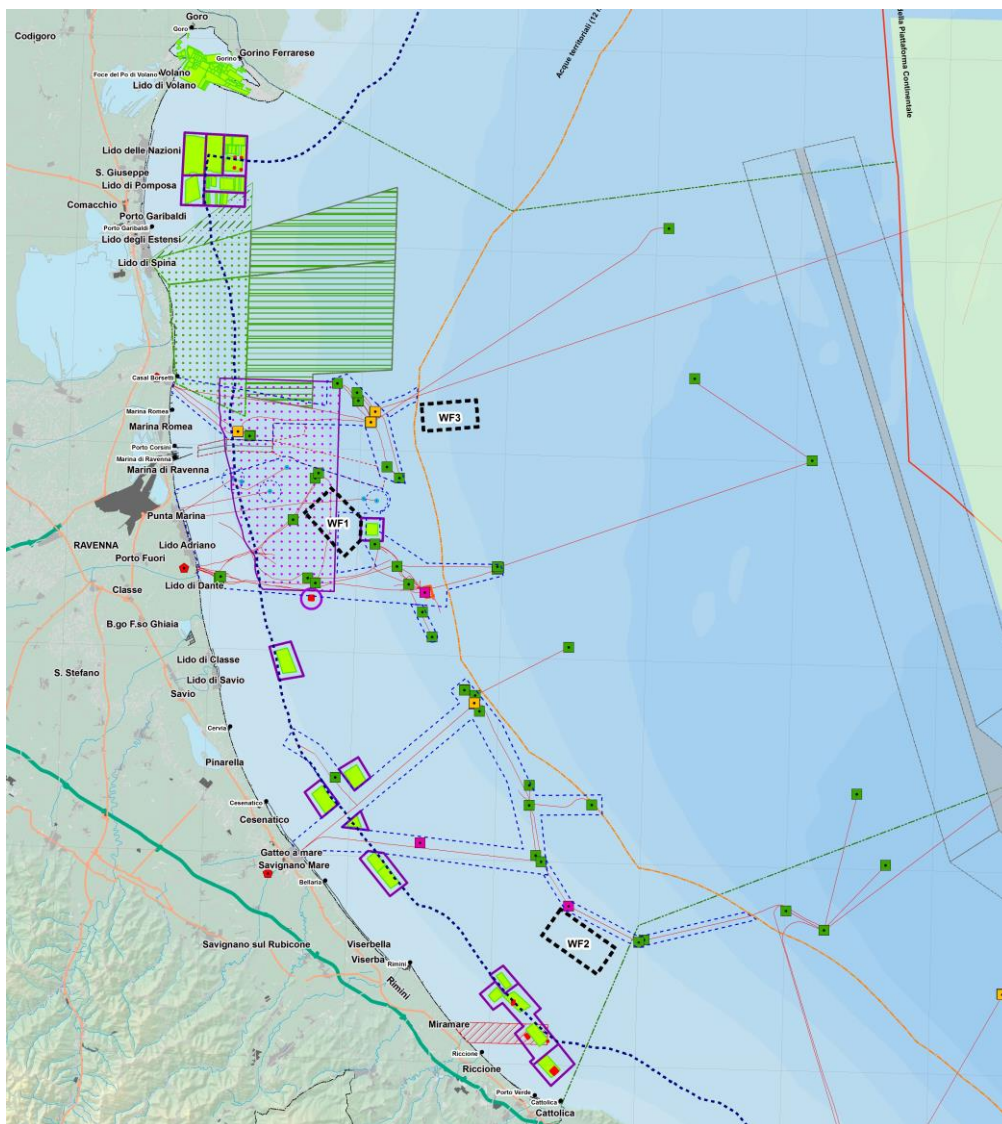 Goro
Codigoro
Goro
Gorino Ferrarese
Gorino
Acque territoriali (12
della Piattaforma Continentale
Foce del Po di Volano
Volano
Lido di Volano
Lido delle Nazioni
S. Giuseppe
Lido di Pomposa
Comacchio
Porto Garibaldi
Porto Garibaldi
Lido degli Estensi
Lido di Spina
Casal Borsetti
Marina Romea
Marina Romea
WF3
Porto Corsini
Marina di Ravenna
Marina di Ravenna
Punta Marina
WF1
RAVENNA
Lido Adriano
Porto Fuori
Classe
Lido di Dante
B.go F.so Ghiaia
Lido di Classe
S. Stefano
Lido di Savio
Savio
Cervia
Pinarella
Cesenatico
Cesenatico
Gatteo a mare
Savignano Mare
Bellaria
WF2
Savignano sul Rubicone
Viserbella
Viserba
Rimini
Rimini
Miramare
Riccione
Riccione
Porto Verde
Cattolica
Cattolica